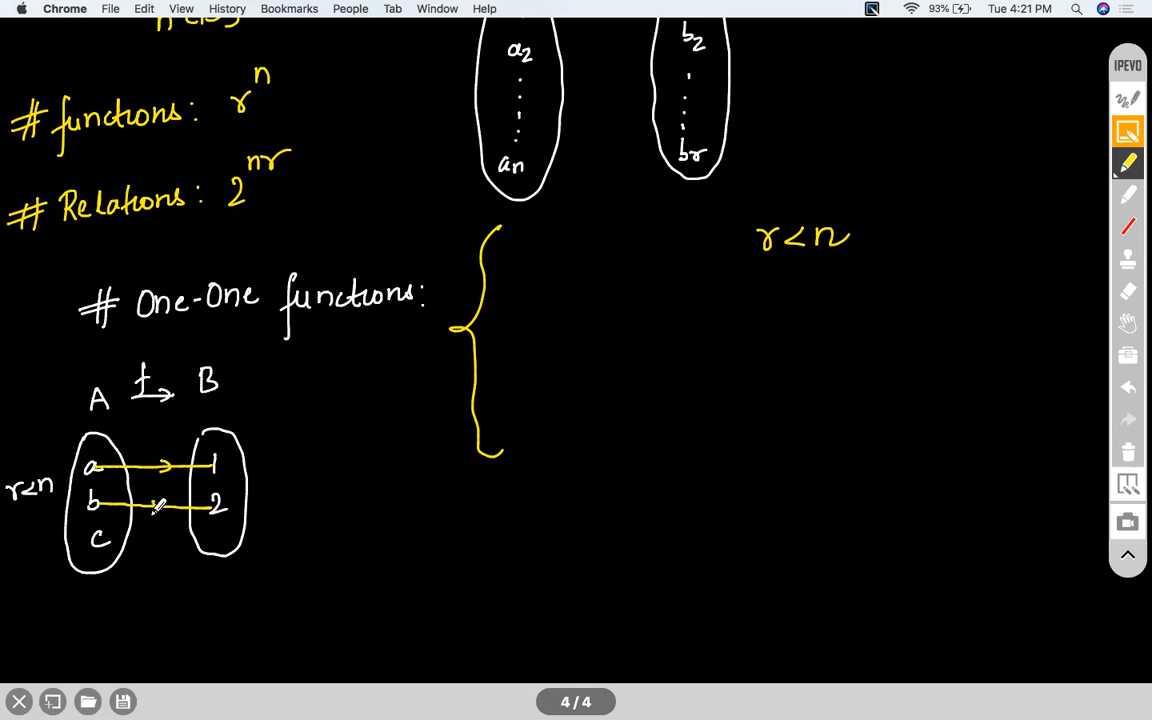 Chrome File Edit View History Bookmarks People Tab Window Help 93% Tue 4:21 PM
IPEVO
# functions: r^n
# Relations: 2^nr
a2
an
b2
br
r<n
# One-One functions:
A f B
a 1
r<n b 2
c
4/4